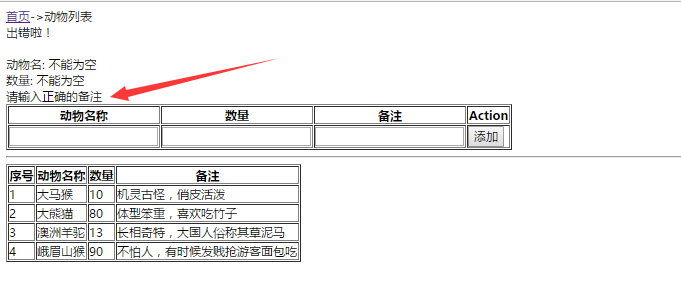 首页->动物列表
出错啦！
动物名: 不能为空
数量: 不能为空
请输入正确的备注
动物名称 数量 备注 Action
添加
序号 动物名称 数量 备注
1 大马猴 10 机灵古怪，俏皮活泼
2 大熊猫 80 体型笨重，喜欢吃竹子
3 澳洲羊驼 13 长相奇特，大国人俗称其草泥马
4 峨眉山猴 90 不怕人，有时候发贱抢游客面包吃